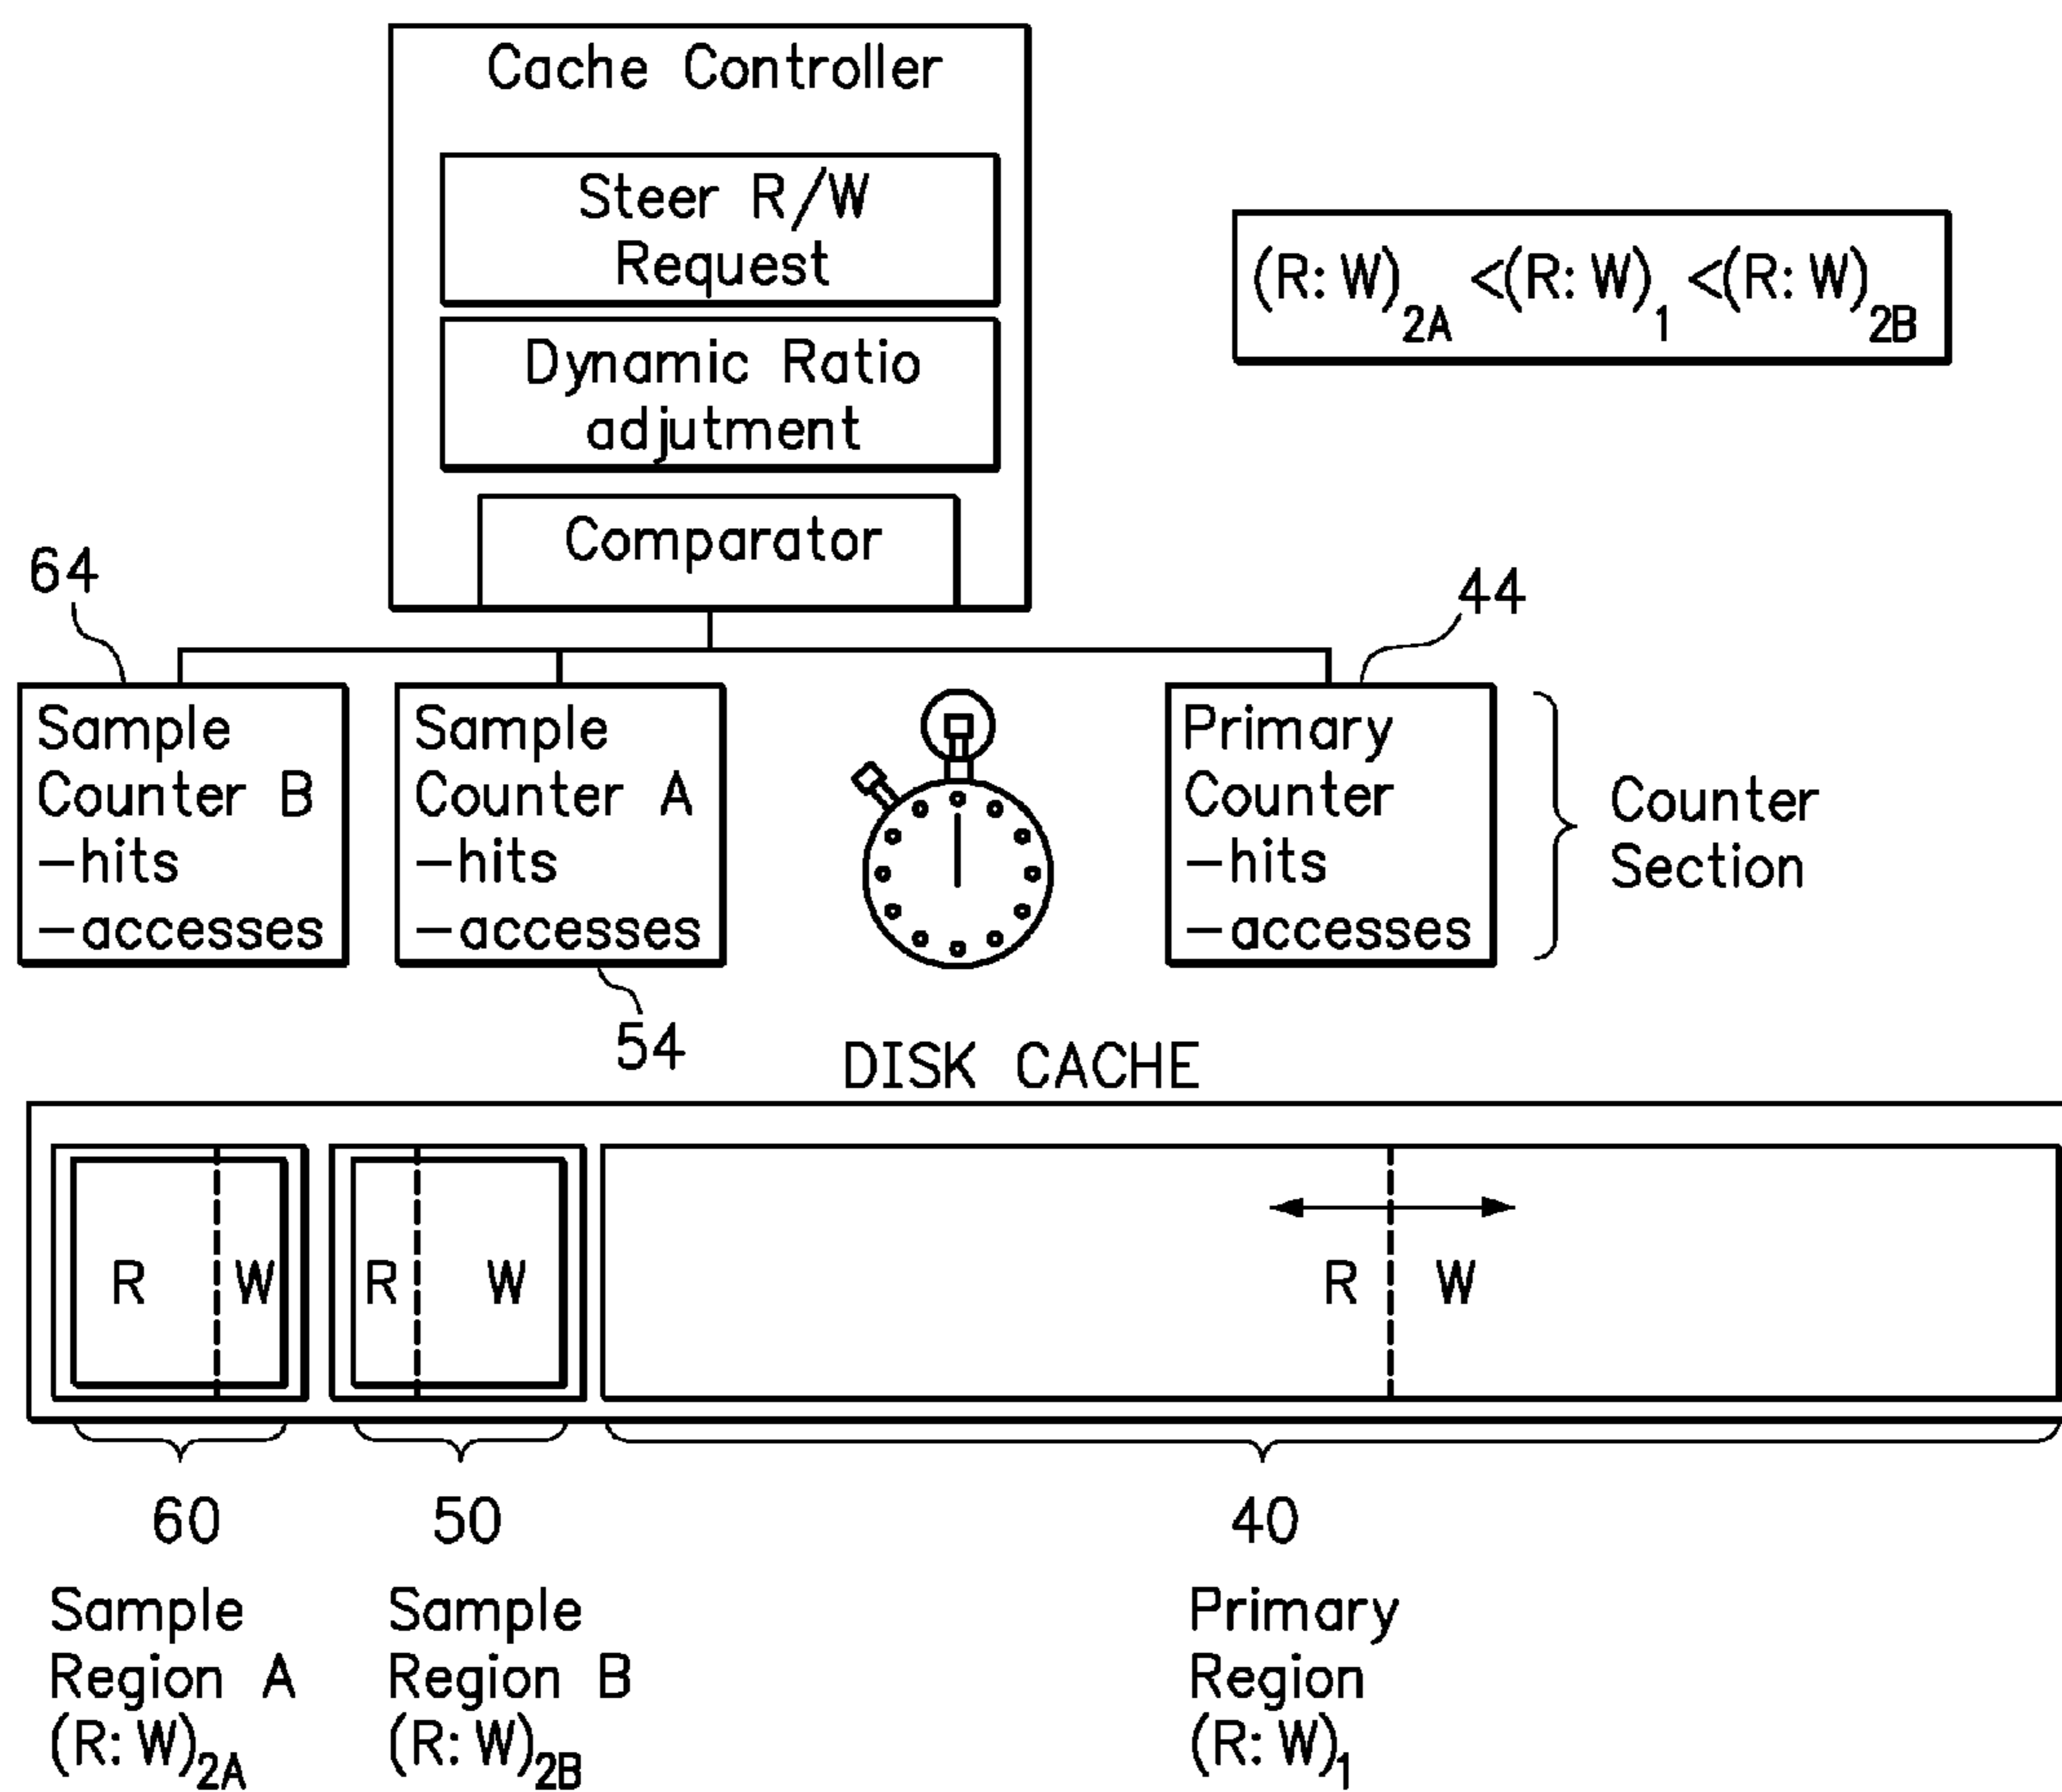 Cache Controller
Steer R/W
Request
Dynamic Ratio
adjutment
Comparator
(R:W)2A <(R:W)1 <(R:W)2B
64
44
Sample
Counter B
-hits
-accesses
Sample
Counter A
-hits
-accesses
Primary
Counter
-hits
-accesses
Counter
Section
54
DISK CACHE
R W
R W
R W
60
50
40
Sample
Region A
(R:W)2A
Sample
Region B
(R:W)2B
Primary
Region
(R:W)1